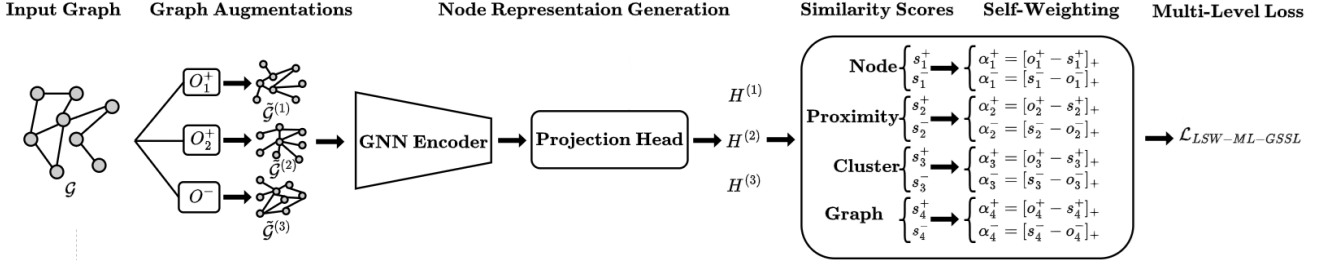 Input Graph
Graph Augmentations
Node Representaion Generation
Similarity Scores
Self-Weighting
Multi-Level Loss
𝒢
O₁⁺
𝒢̃⁽¹⁾
O₂⁺
𝒢̃⁽²⁾
O⁻
𝒢̃⁽³⁾
GNN Encoder
Projection Head
H⁽¹⁾
H⁽²⁾
H⁽³⁾
Node { s₁⁺ { α₁⁺ = [o₁⁺ − s₁⁺]₊
s₁⁻ α₁⁻ = [s₁⁻ − o₁⁻]₊
Proximity { s₂⁺ { α₂⁺ = [o₂⁺ − s₂⁺]₊
s₂⁻ α₂⁻ = [s₂⁻ − o₂⁻]₊
Cluster { s₃⁺ { α₃⁺ = [o₃⁺ − s₃⁺]₊
s₃⁻ α₃⁻ = [s₃⁻ − o₃⁻]₊
Graph { s₄⁺ { α₄⁺ = [o₄⁺ − s₄⁺]₊
s₄⁻ α₄⁻ = [s₄⁻ − o₄⁻]₊
ℒ_LSW−ML−GSSL